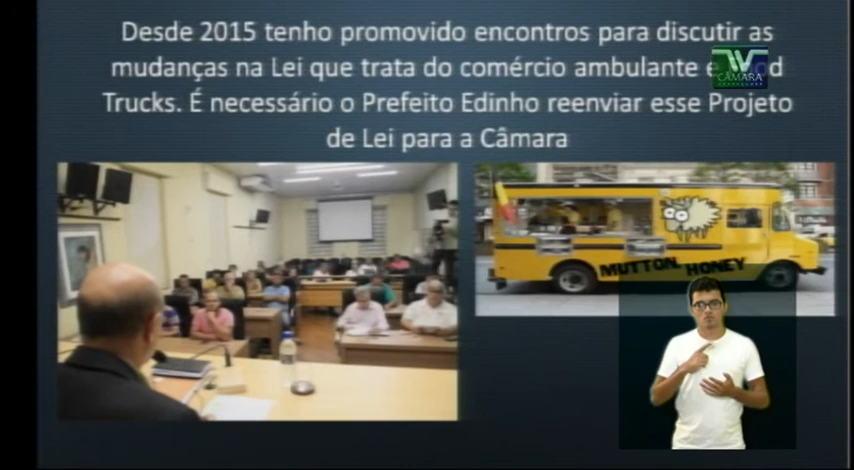 Desde 2015 tenho promovido encontros para discutir as
mudanças na Lei que trata do comércio ambulante e
Trucks. É necessário o Prefeito Edinho reenviar esse Projeto
de Lei para a Câmara
TV
CÂMARA
MUTTON HONEY